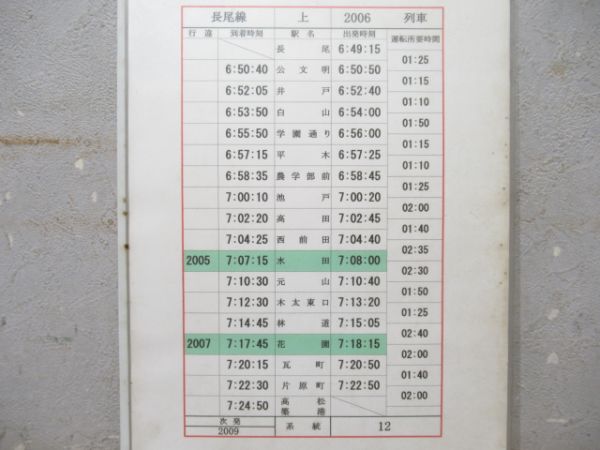 長尾線 上 2006 列車
行違 到着時刻 駅名 出発時刻 運転所要時間
長尾 6:49:15
01:25
6:50:40 公文明 6:50:50
01:15
6:52:05 井戸 6:52:40
01:10
6:53:50 白山 6:54:00
01:50
6:55:50 学園通り 6:56:00
01:15
6:57:15 平木 6:57:25
01:10
6:58:35 農学部前 6:58:45
01:25
7:00:10 池戸 7:00:20
02:00
7:02:20 高田 7:02:45
01:40
7:04:25 西前田 7:04:40
02:35
2005 7:07:15 水田 7:08:00
02:30
7:10:30 元山 7:10:40
01:50
7:12:30 木太東口 7:13:20
01:25
7:14:45 林道 7:15:05
02:40
2007 7:17:45 花園 7:18:15
02:00
7:20:15 瓦町 7:20:50
01:40
7:22:30 片原町 7:22:50
02:00
7:24:50 高松築港
次発 2009 系統 12